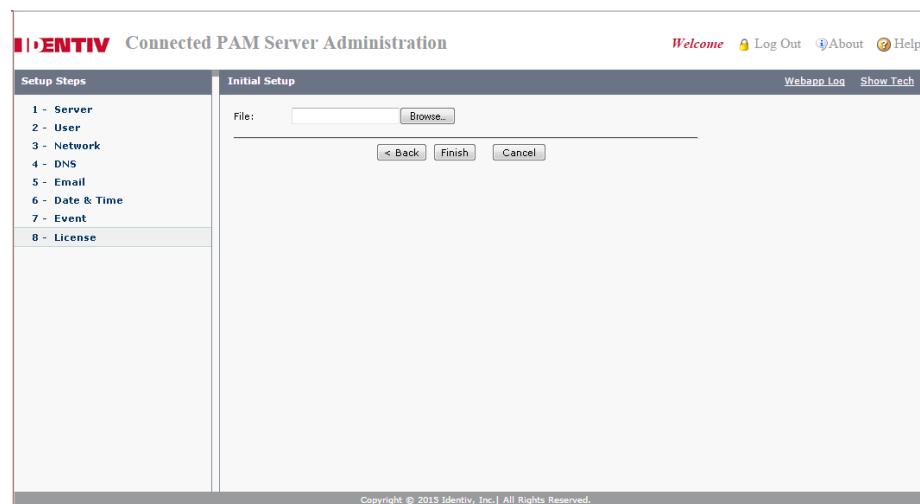 IDENTIV Connected PAM Server Administration
Welcome Log Out About Help
Setup Steps
1 - Server
2 - User
3 - Network
4 - DNS
5 - Email
6 - Date & Time
7 - Event
8 - License
Initial Setup
Webapp Log Show Tech
File: Browse...
< Back Finish Cancel
Copyright © 2015 Identiv, Inc.| All Rights Reserved.